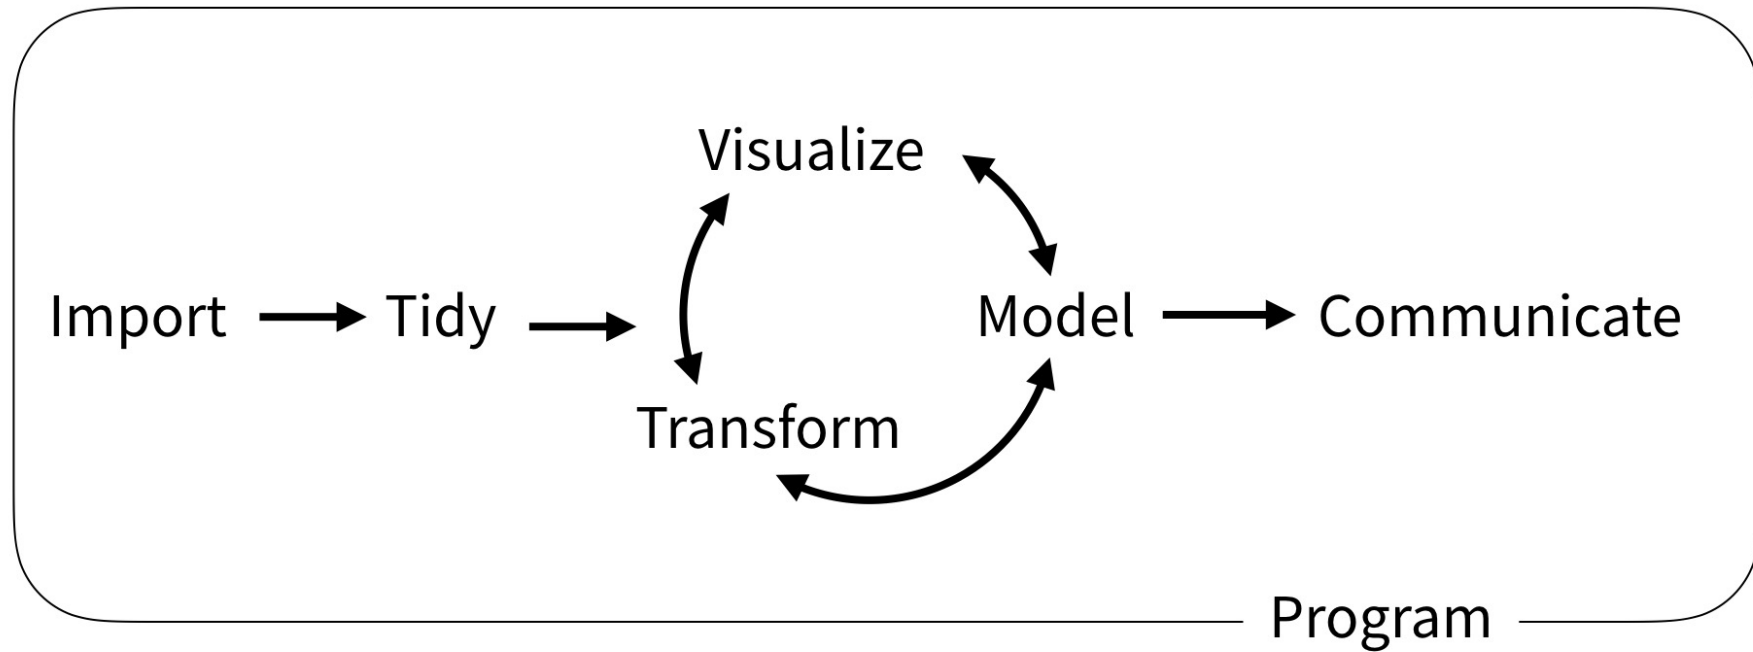 Visualize
Import
Tidy
Model
Communicate
Transform
Program